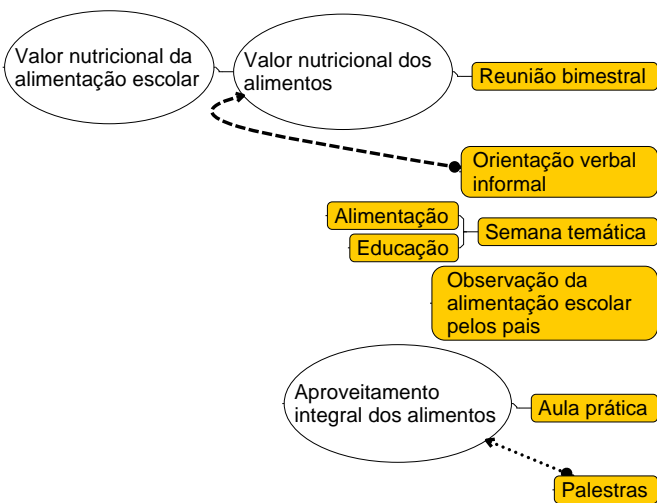 Valor nutricional da
alimentação escolar
Valor nutricional dos
alimentos
Reunião bimestral
Orientação verbal
informal
Alimentação
Educação
Semana temática
Observação da
alimentação escolar
pelos pais
Aproveitamento
integral dos alimentos
Aula prática
Palestras